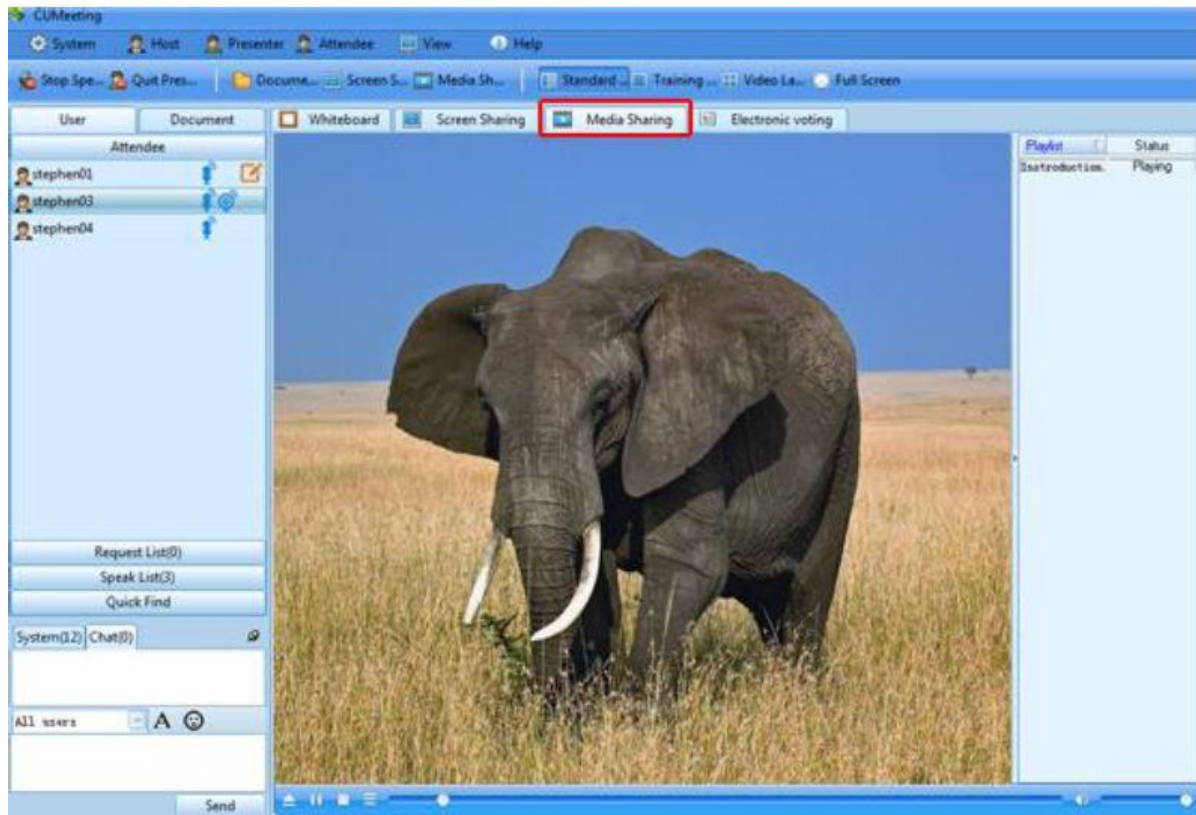 CUMeeting
System Host Presenter Attendee View Help
Stop Spe... Quit Pres... Docume... Screen S... Media Sh... Standard ... Training ... Video La... Full Screen
User Document Whiteboard Screen Sharing Media Sharing Electronic voting
Attendee
Playlist Status
stephen01
Instroduction. Playing
stephen03
stephen04
Request List(0)
Speak List(3)
Quick Find
System(12) Chat(0)
All users A
Send